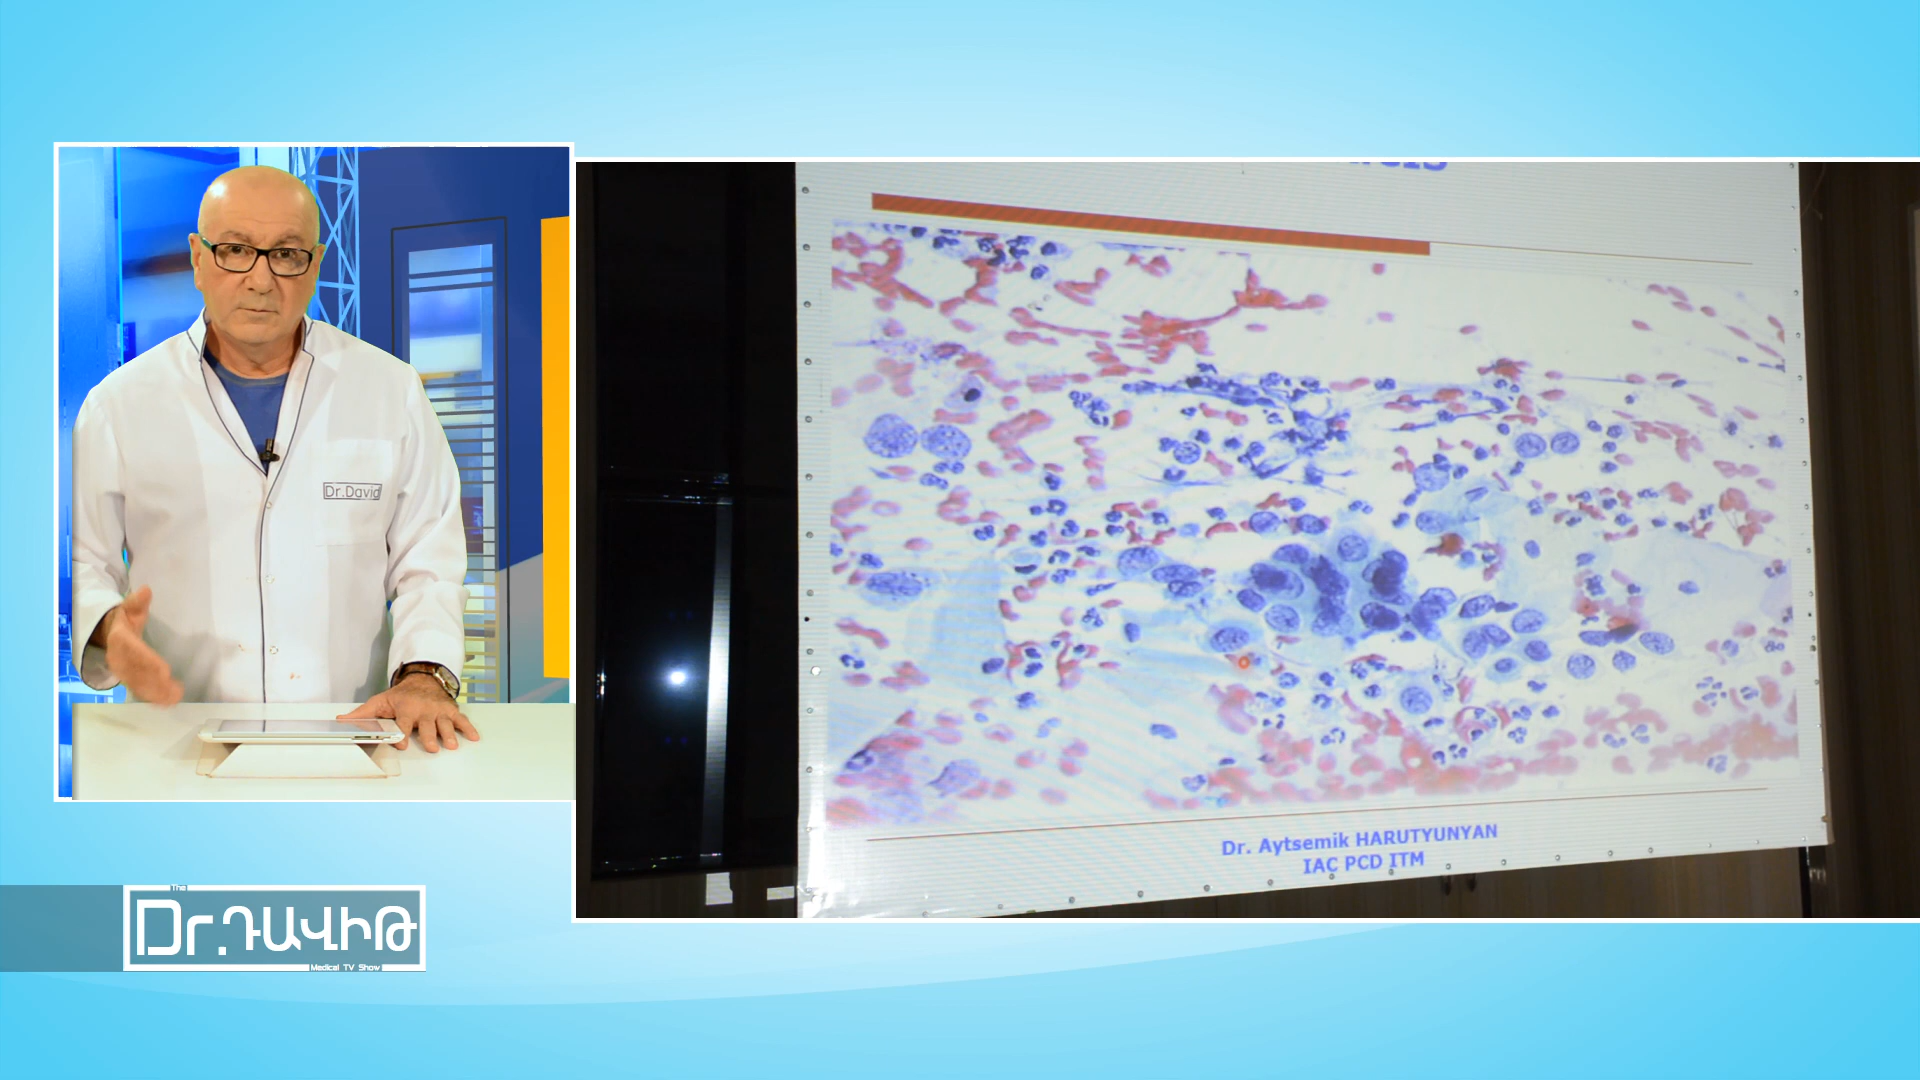 Dr.David
Dr. Aytsemik HARUTYUNYAN
IAC PCD ITM
The
Dr.ԴԱՎԻԹ
Medical TV Show